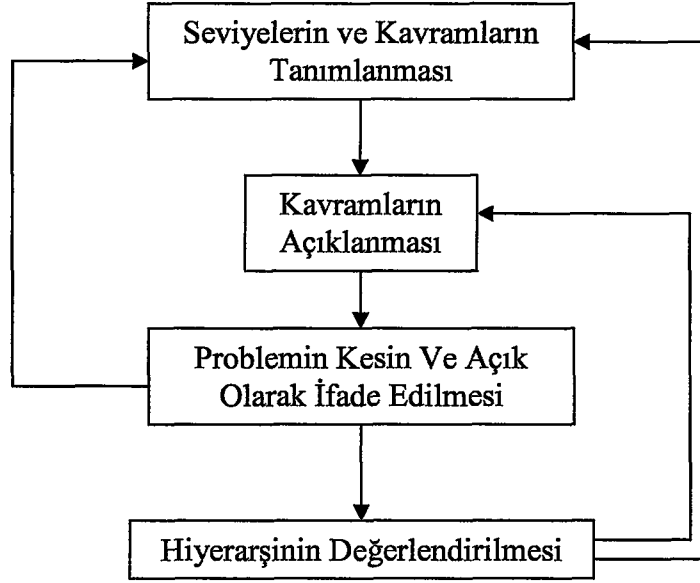 Seviyelerin ve Kavramların
Tanımlanması
Kavramların
Açıklanması
Problemin Kesin Ve Açık
Olarak İfade Edilmesi
Hiyerarşinin Değerlendirilmesi